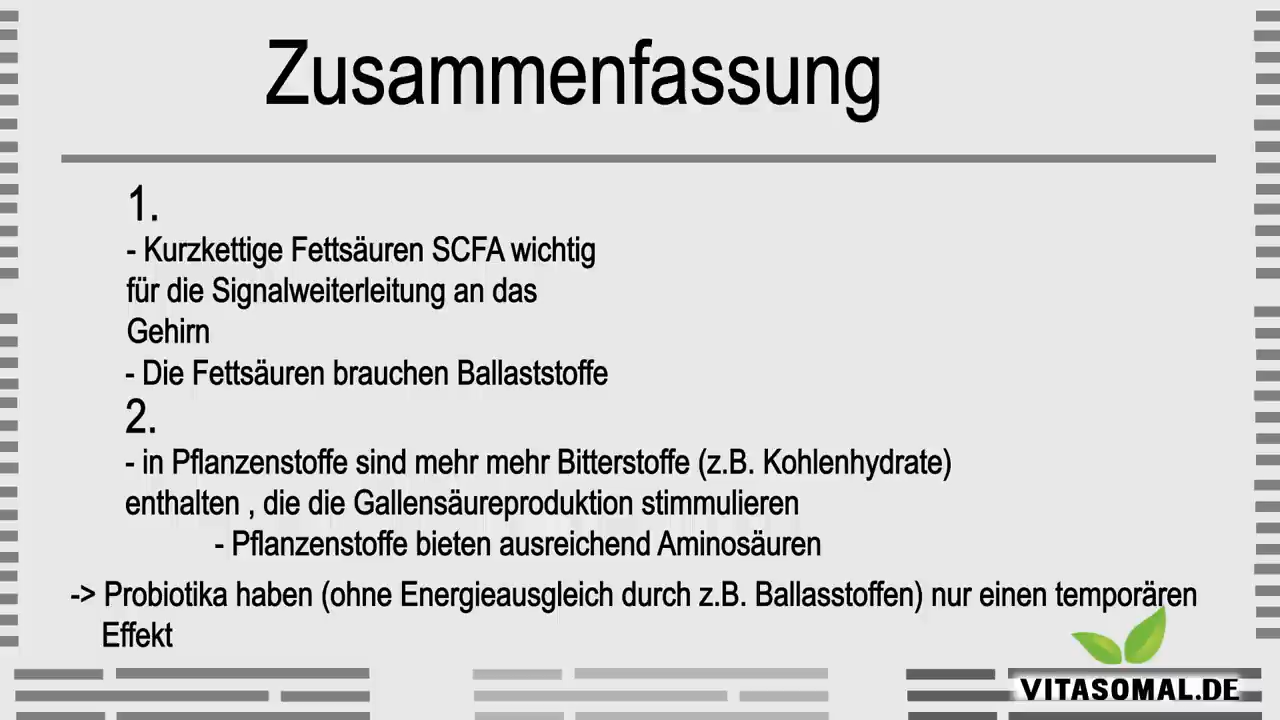 Zusammenfassung
1.
- Kurzkettige Fettsäuren SCFA wichtig
für die Signalweiterleitung an das
Gehirn
- Die Fettsäuren brauchen Ballaststoffe
2.
- in Pflanzenstoffe sind mehr mehr Bitterstoffe (z.B. Kohlenhydrate)
enthalten , die die Gallensäureproduktion stimmulieren
- Pflanzenstoffe bieten ausreichend Aminosäuren
-> Probiotika haben (ohne Energieausgleich durch z.B. Ballasstoffen) nur einen temporären
Effekt
VITASOMAL.DE